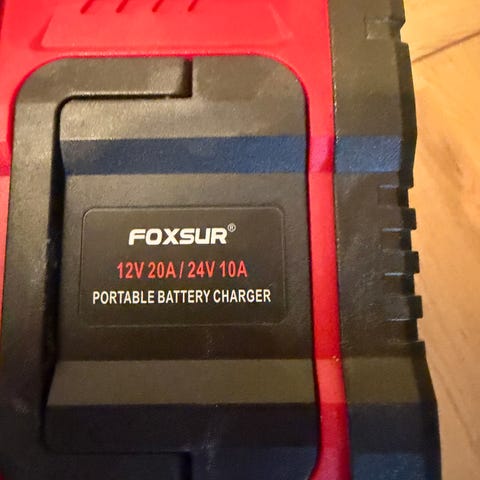 FOXSUR®
12V 20A / 24V 10A
PORTABLE BATTERY CHARGER